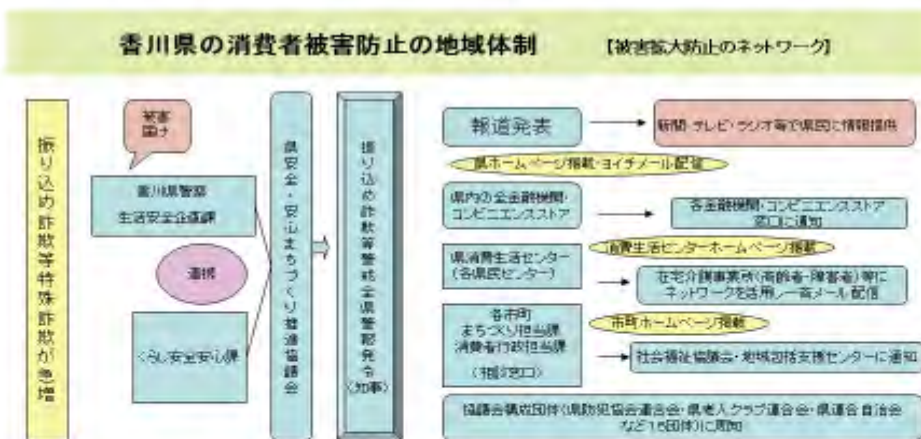 香川県の消費者被害防止の地域体制
【被害拡大防止のネットワーク】
振り込め詐欺等特殊詐欺が急増
被害
届け
香川県警察
生活安全企画課
連携
くらし安全安心課
県安全・安心まちづくり推進協議会
振り込め詐欺等警戒全県警報発令
(知事)
報道発表
新聞・テレビ・ラジオ等で県民に情報提供
県ホームページ掲載・ヨイチメール配信
県内の全金融機関・
コンビニエンスストア
各金融機関・コンビニエンスストア
窓口に通知
消費生活センターホームページ掲載
県消費生活センター
(各県民センター)
在宅介護事業所(高齢者・障害者)等に
ネットワークを活用し一斉メール配信
各市町
まちづくり担当課
消費者行政担当課
(相談窓口)
市町ホームページ掲載
社会福祉協議会・地域包括支援センターに通知
協議会構成団体(県防犯協会連合会・県老人クラブ連合会・県連合自治会
など15団体)に周知